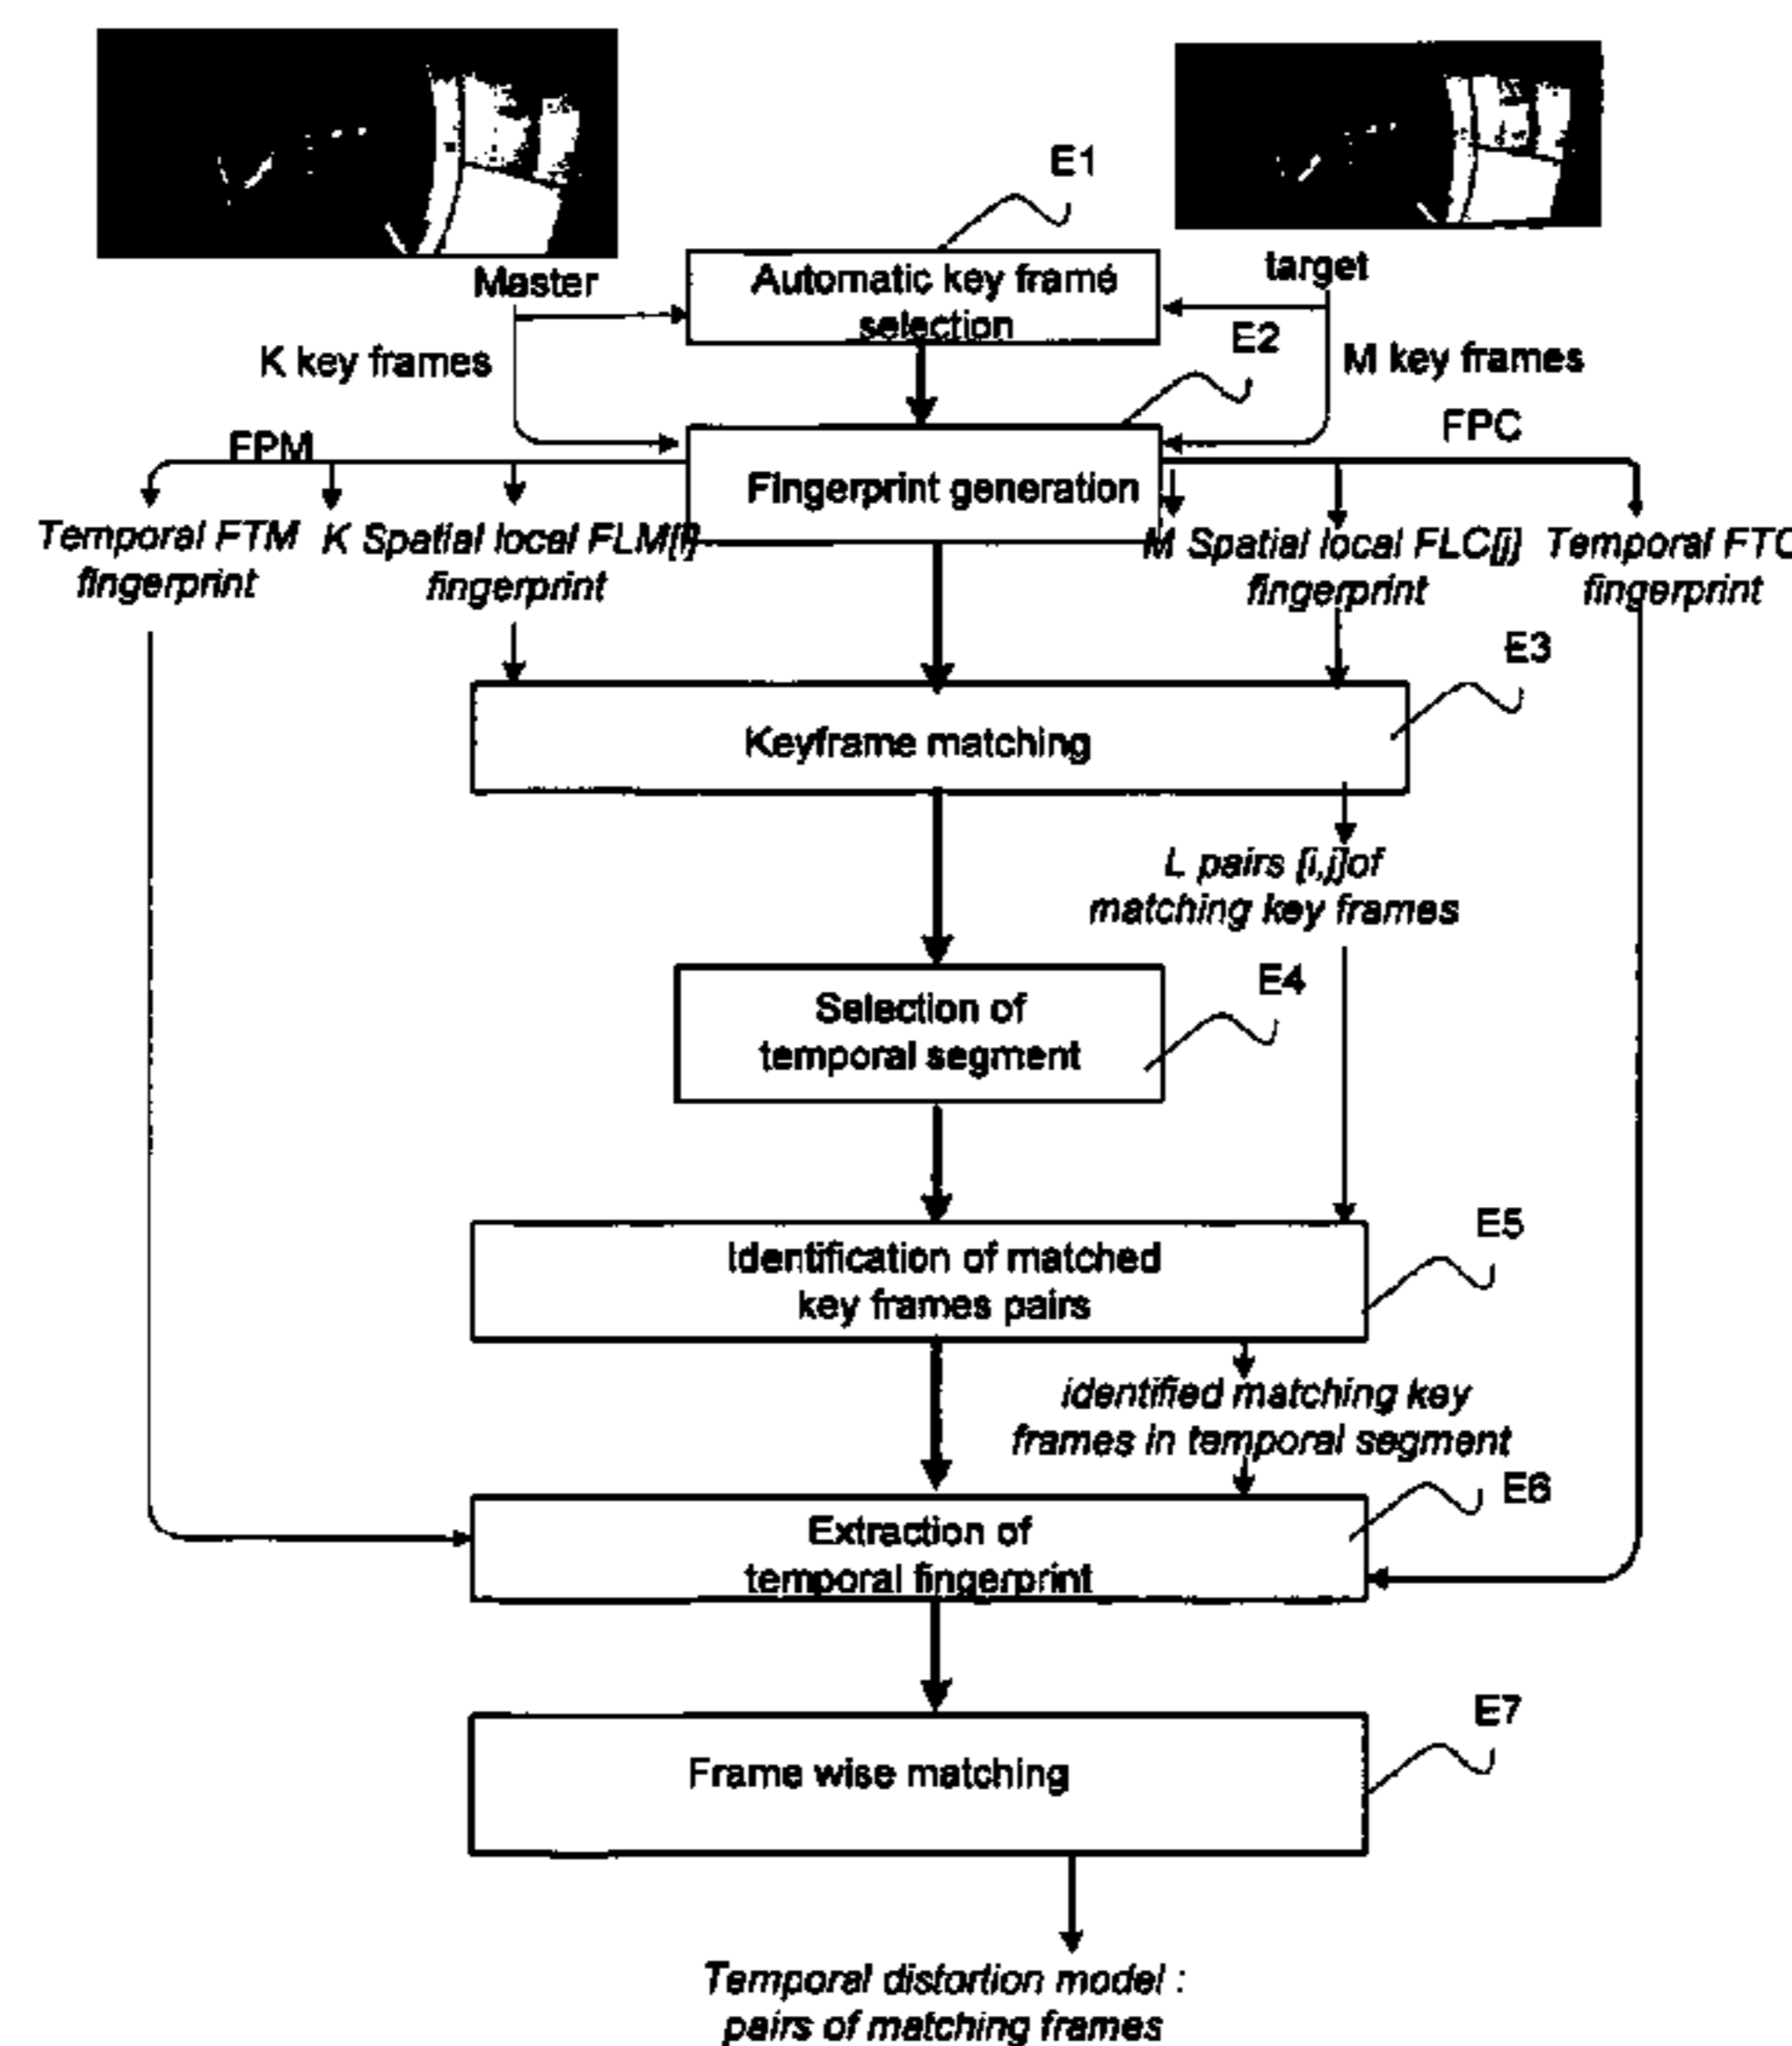 E1
Master
target
Automatic key frame
selection
E2
K key frames
M key frames
FPM
FPC
Fingerprint generation
Temporal FTM
fingerprint
K Spatial local FLM[i]
fingerprint
M Spatial local FLC[j]
fingerprint
Temporal FTC
fingerprint
E3
Keyframe matching
L pairs [i,j]of
matching key frames
E4
Selection of
temporal segment
E5
Identification of matched
key frames pairs
identified matching key
frames in temporal segment
E6
Extraction of
temporal fingerprint
E7
Frame wise matching
Temporal distortion model :
pairs of matching frames